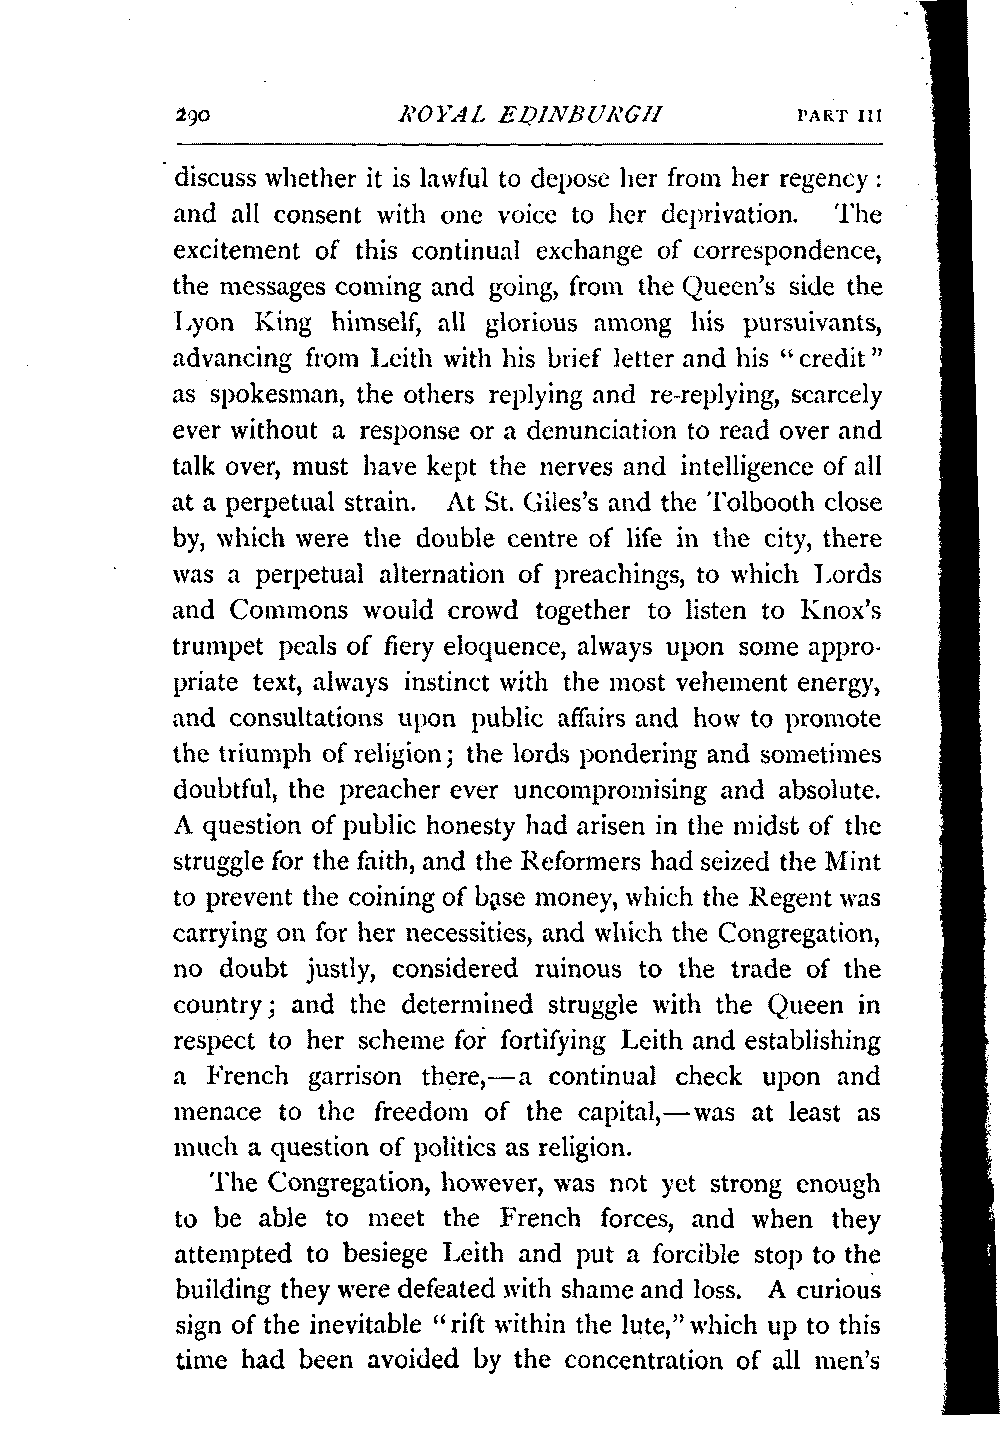 290 ROYAL EDINBURGH PART III
discuss whether it is lawful to depose her from her regency :
and all consent with one voice to her deprivation. The
excitement of this continual exchange of correspondence,
the messages coming and going, from the Queen's side the
Lyon King himself, all glorious among his pursuivants,
advancing from Leith with his brief letter and his “credit”
as spokesman, the others replying and re-replying, scarcely
ever without a response or a denunciation to read over and
talk over, must have kept the nerves and intelligence of all
at a perpetual strain. At St. Giles's and the Tolbooth close
by, which were the double centre of life in the city, there
was a perpetual alternation of preachings, to which Lords
and Commons would crowd together to listen to Knox's
trumpet peals of fiery eloquence, always upon some appro-
priate text, always instinct with the most vehement energy,
and consultations upon public affairs and how to promote
the triumph of religion; the lords pondering and sometimes
doubtful, the preacher ever uncompromising and absolute.
A question of public honesty had arisen in the midst of the
struggle for the faith, and the Reformers had seized the Mint
to prevent the coining of base money, which the Regent was
carrying on for her necessities, and which the Congregation,
no doubt justly, considered ruinous to the trade of the
country; and the determined struggle with the Queen in
respect to her scheme for fortifying Leith and establishing
a French garrison there,—a continual check upon and
menace to the freedom of the capital,—was at least as
much a question of politics as religion.
The Congregation, however, was not yet strong enough
to be able to meet the French forces, and when they
attempted to besiege Leith and put a forcible stop to the
building they were defeated with shame and loss. A curious
sign of the inevitable “rift within the lute,” which up to this
time had been avoided by the concentration of all men's